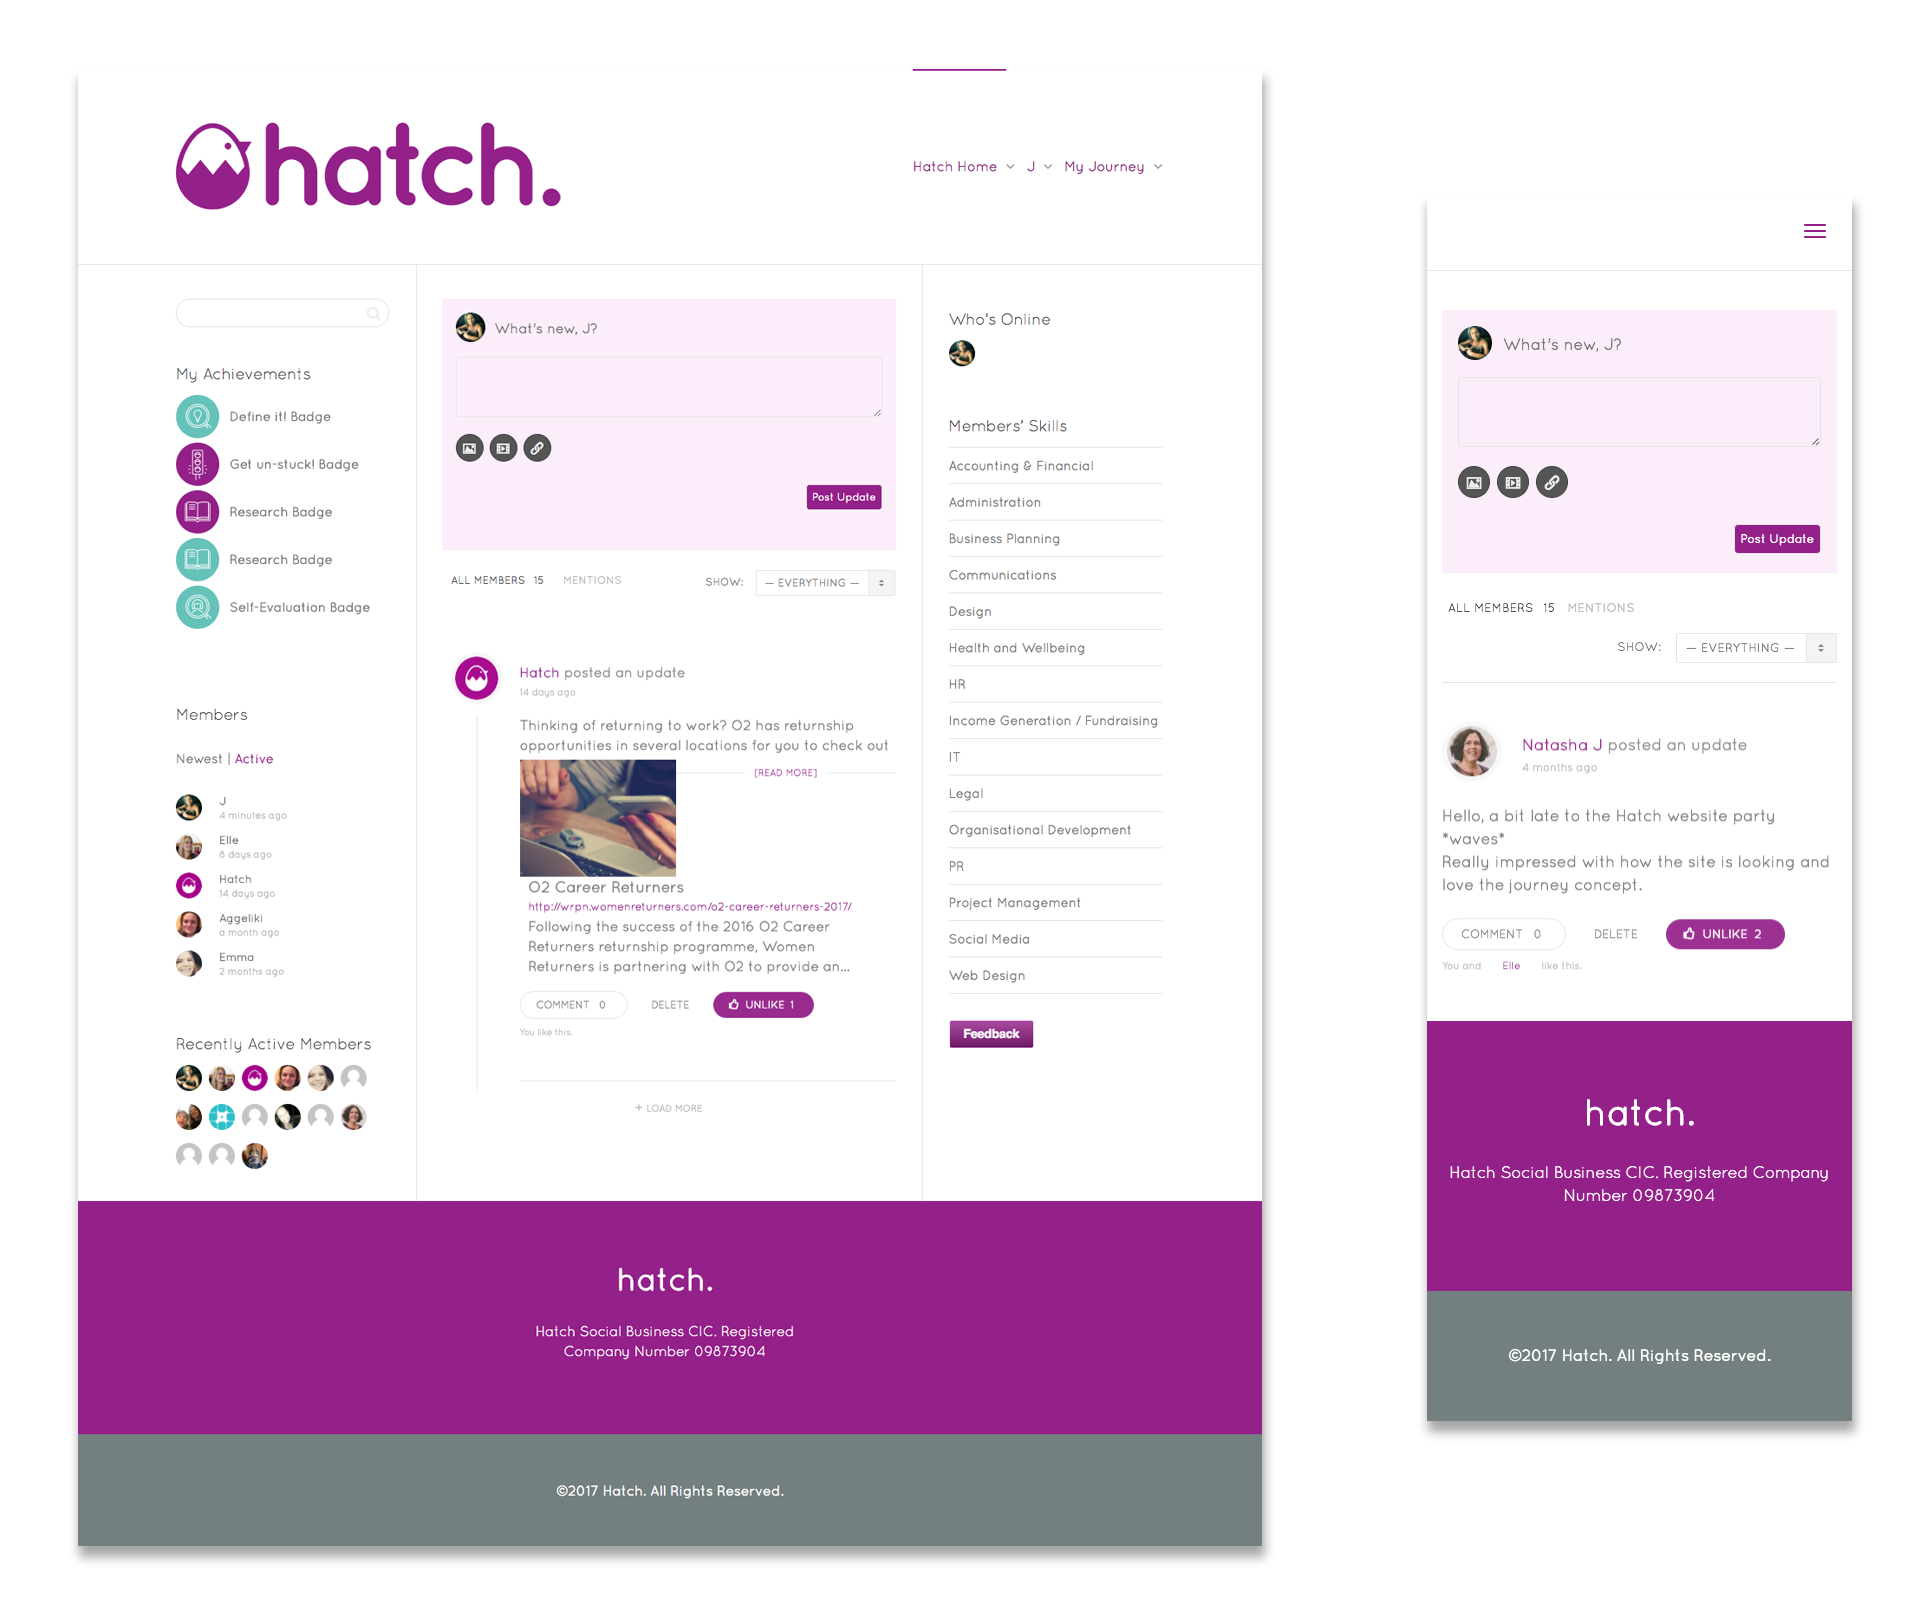 hatch.
Hatch Home J My Journey
My Achievements
Define it! Badge
Get un-stuck! Badge
Research Badge
Research Badge
Self-Evaluation Badge
Members
Newest | Active
J
4 minutes ago
Elle
8 days ago
Hatch
14 days ago
Aggeliki
a month ago
Emma
2 months ago
Recently Active Members
What's new, J?
Post Update
ALL MEMBERS 15 MENTIONS SHOW: — EVERYTHING —
Hatch posted an update
14 days ago
Thinking of returning to work? O2 has returnship
opportunities in several locations for you to check out
[READ MORE]
O2 Career Returners
http://wrpn.womenreturners.com/o2-career-returners-2017/
Following the success of the 2016 O2 Career
Returners returnship programme, Women
Returners is partnering with O2 to provide an...
COMMENT 0 DELETE UNLIKE 1
You like this.
+ LOAD MORE
Who's Online
Members' Skills
Accounting & Financial
Administration
Business Planning
Communications
Design
Health and Wellbeing
HR
Income Generation / Fundraising
IT
Legal
Organisational Development
PR
Project Management
Social Media
Web Design
Feedback
hatch.
Hatch Social Business CIC. Registered
Company Number 09873904
©2017 Hatch. All Rights Reserved.
What's new, J?
Post Update
ALL MEMBERS 15 MENTIONS
SHOW: — EVERYTHING —
Natasha J posted an update
4 months ago
Hello, a bit late to the Hatch website party
*waves*
Really impressed with how the site is looking and
love the journey concept.
COMMENT 0 DELETE UNLIKE 2
You and Elle like this.
hatch.
Hatch Social Business CIC. Registered Company
Number 09873904
©2017 Hatch. All Rights Reserved.